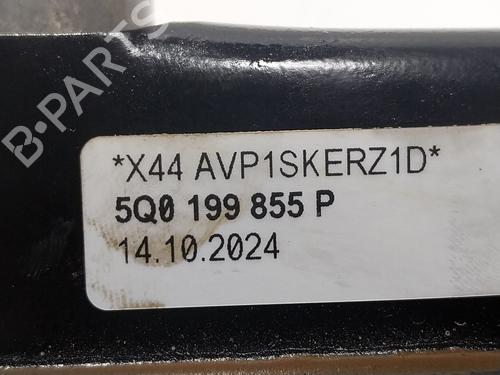 B-PARTS
*X44 AVP1SKERZ1D*
5Q0 199 855 P
14.10.2024